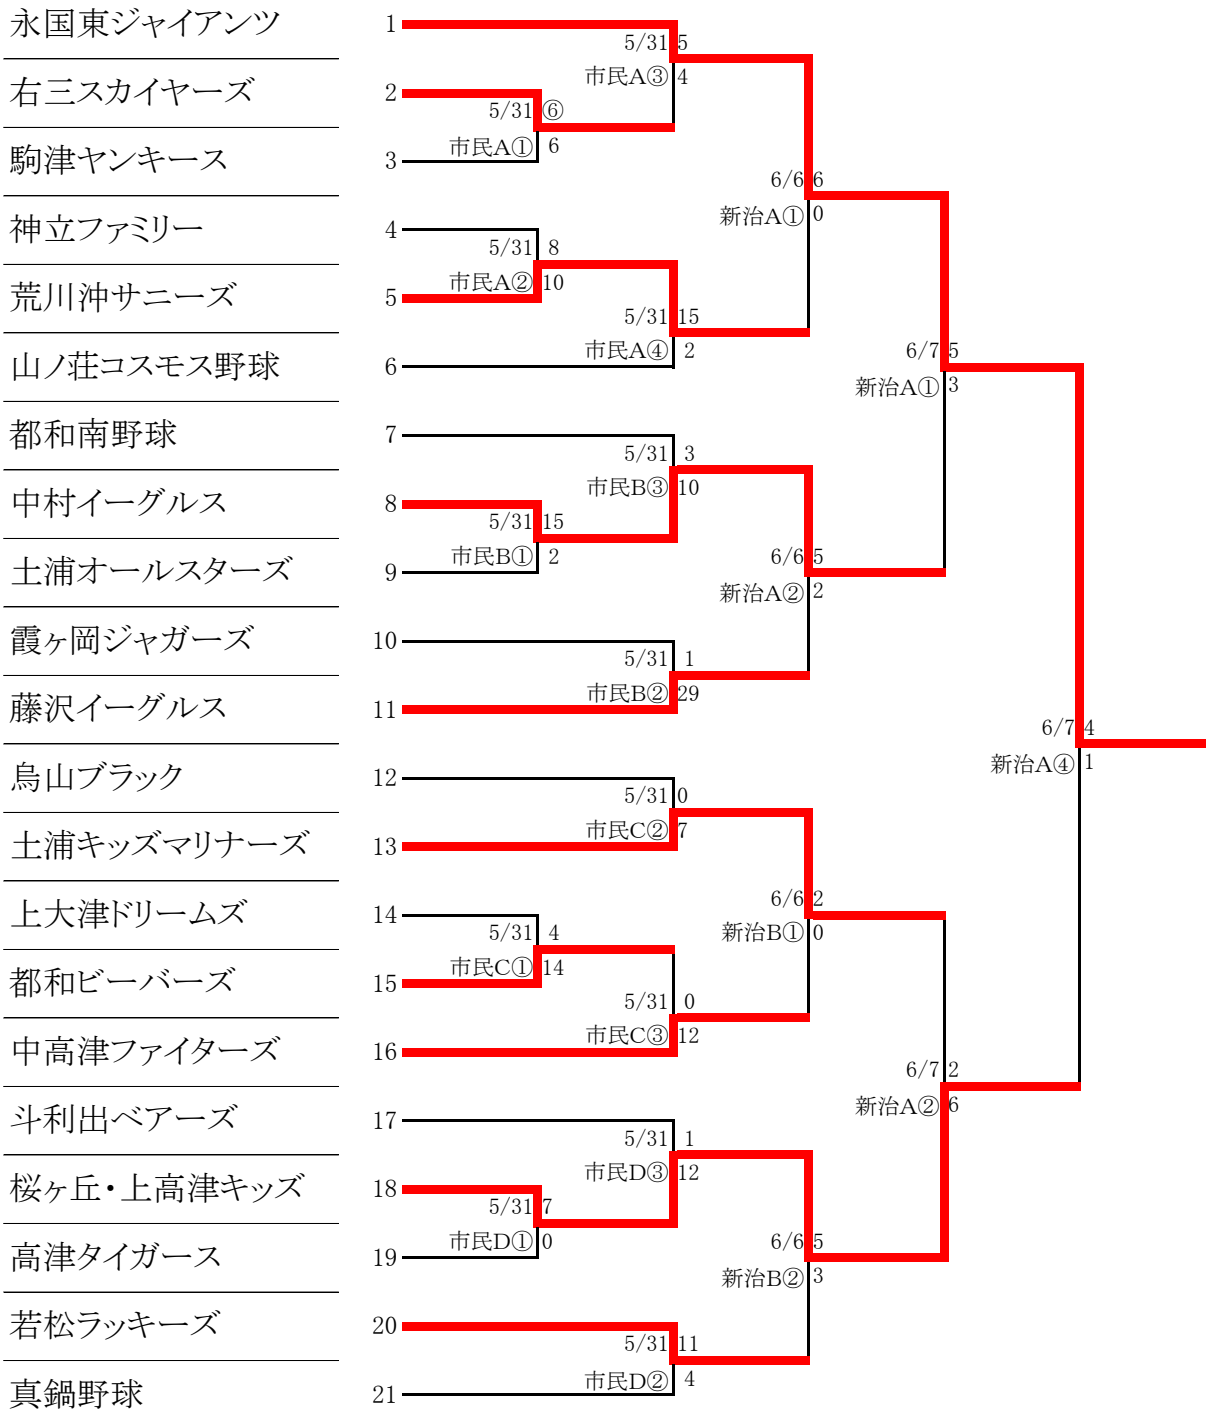 永国東ジャイアンツ 1
5/31 5
市民A③ 4
右三スカイヤーズ 2
5/31 ⑥
市民A① 6
駒津ヤンキース 3
6/6 6
新治A① 0
神立ファミリー 4
5/31 8
市民A② 10
荒川沖サニーズ 5
5/31 15
市民A④ 2
山ノ荘コスモス野球 6
6/7 5
新治A① 3
都和南野球 7
5/31 3
市民B③ 10
中村イーグルス 8
5/31 15
市民B① 2
土浦オールスターズ 9
6/6 5
新治A② 2
霞ヶ岡ジャガーズ 10
5/31 1
市民B② 29
藤沢イーグルス 11
6/7 4
新治A④ 1
烏山ブラック 12
5/31 0
市民C② 7
土浦キッズマリナーズ 13
6/6 2
新治B① 0
上大津ドリームズ 14
5/31 4
市民C① 14
都和ビーバーズ 15
5/31 0
市民C③ 12
中高津ファイターズ 16
6/7 2
新治A② 6
斗利出ベアーズ 17
5/31 1
市民D③ 12
桜ヶ丘・上高津キッズ 18
5/31 7
市民D① 0
高津タイガース 19
6/6 5
新治B② 3
若松ラッキーズ 20
5/31 11
市民D② 4
真鍋野球 21